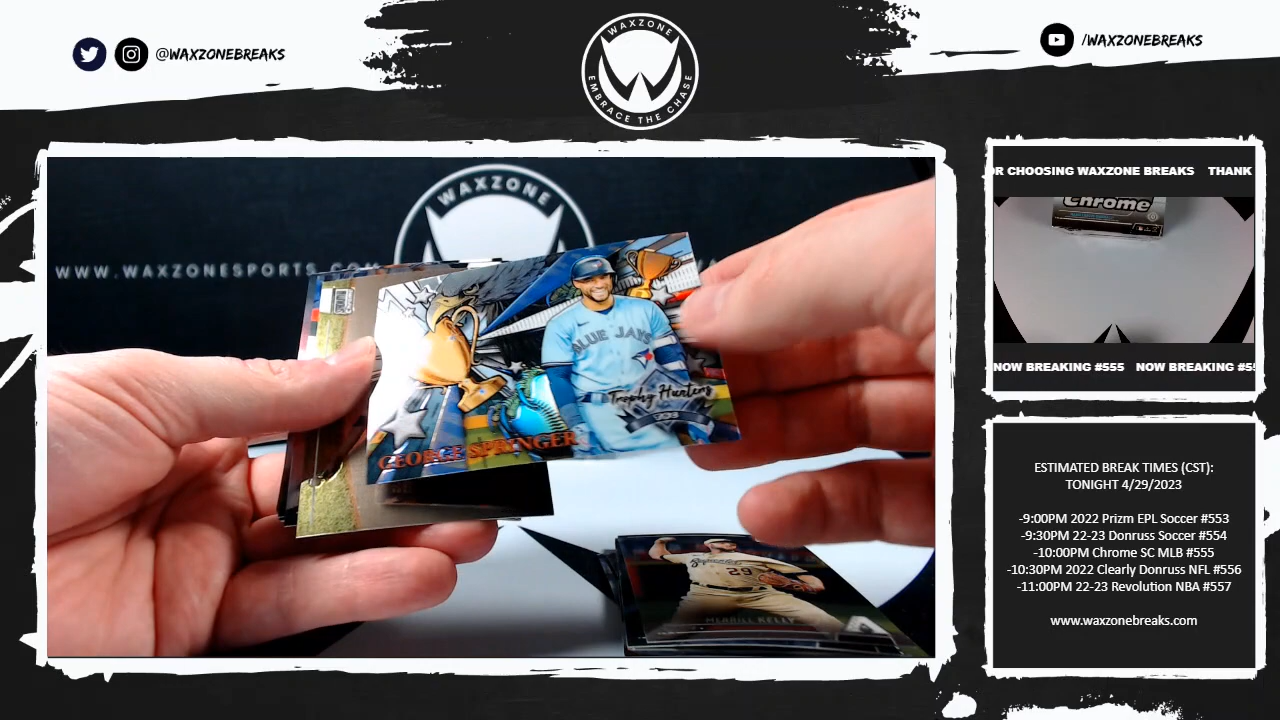 @WAXZONEBREAKS
WAXZONE
EMBRACE THE CHASE
/WAXZONEBREAKS
WAXZONE
WWW.WAXZONESPORTS.COM
BLUE JAYS
Trophy Hunters
GEORGE SPRINGER
29
MERRILL KELLY
OR CHOOSING WAXZONE BREAKS THANK
Chrome
NOW BREAKING #555 NOW BREAKING #55
ESTIMATED BREAK TIMES (CST):
TONIGHT 4/29/2023
-9:00PM 2022 Prizm EPL Soccer #553
-9:30PM 22-23 Donruss Soccer #554
-10:00PM Chrome SC MLB #555
-10:30PM 2022 Clearly Donruss NFL #556
-11:00PM 22-23 Revolution NBA #557
www.waxzonebreaks.com